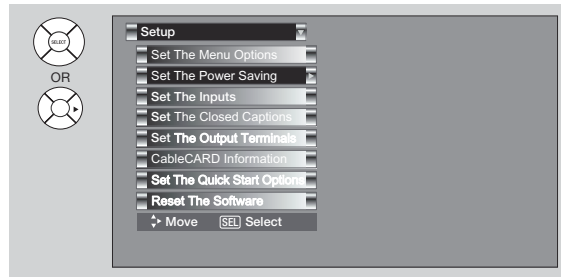 SELECT
OR
Setup
Set The Menu Options
Set The Power Saving
Set The Inputs
Set The Closed Captions
Set The Output Terminals
CableCARD Information
Set The Quick Start Options
Reset The Software
Move SEL Select